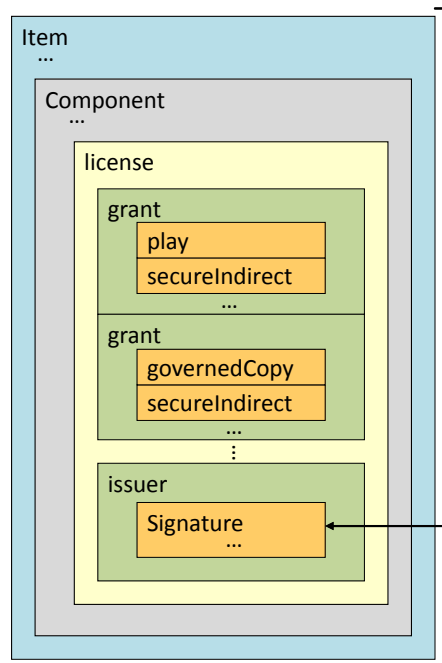 Item
...
Component
...
license
grant
play
secureIndirect
...
grant
governedCopy
secureIndirect
...
...
issuer
Signature
...